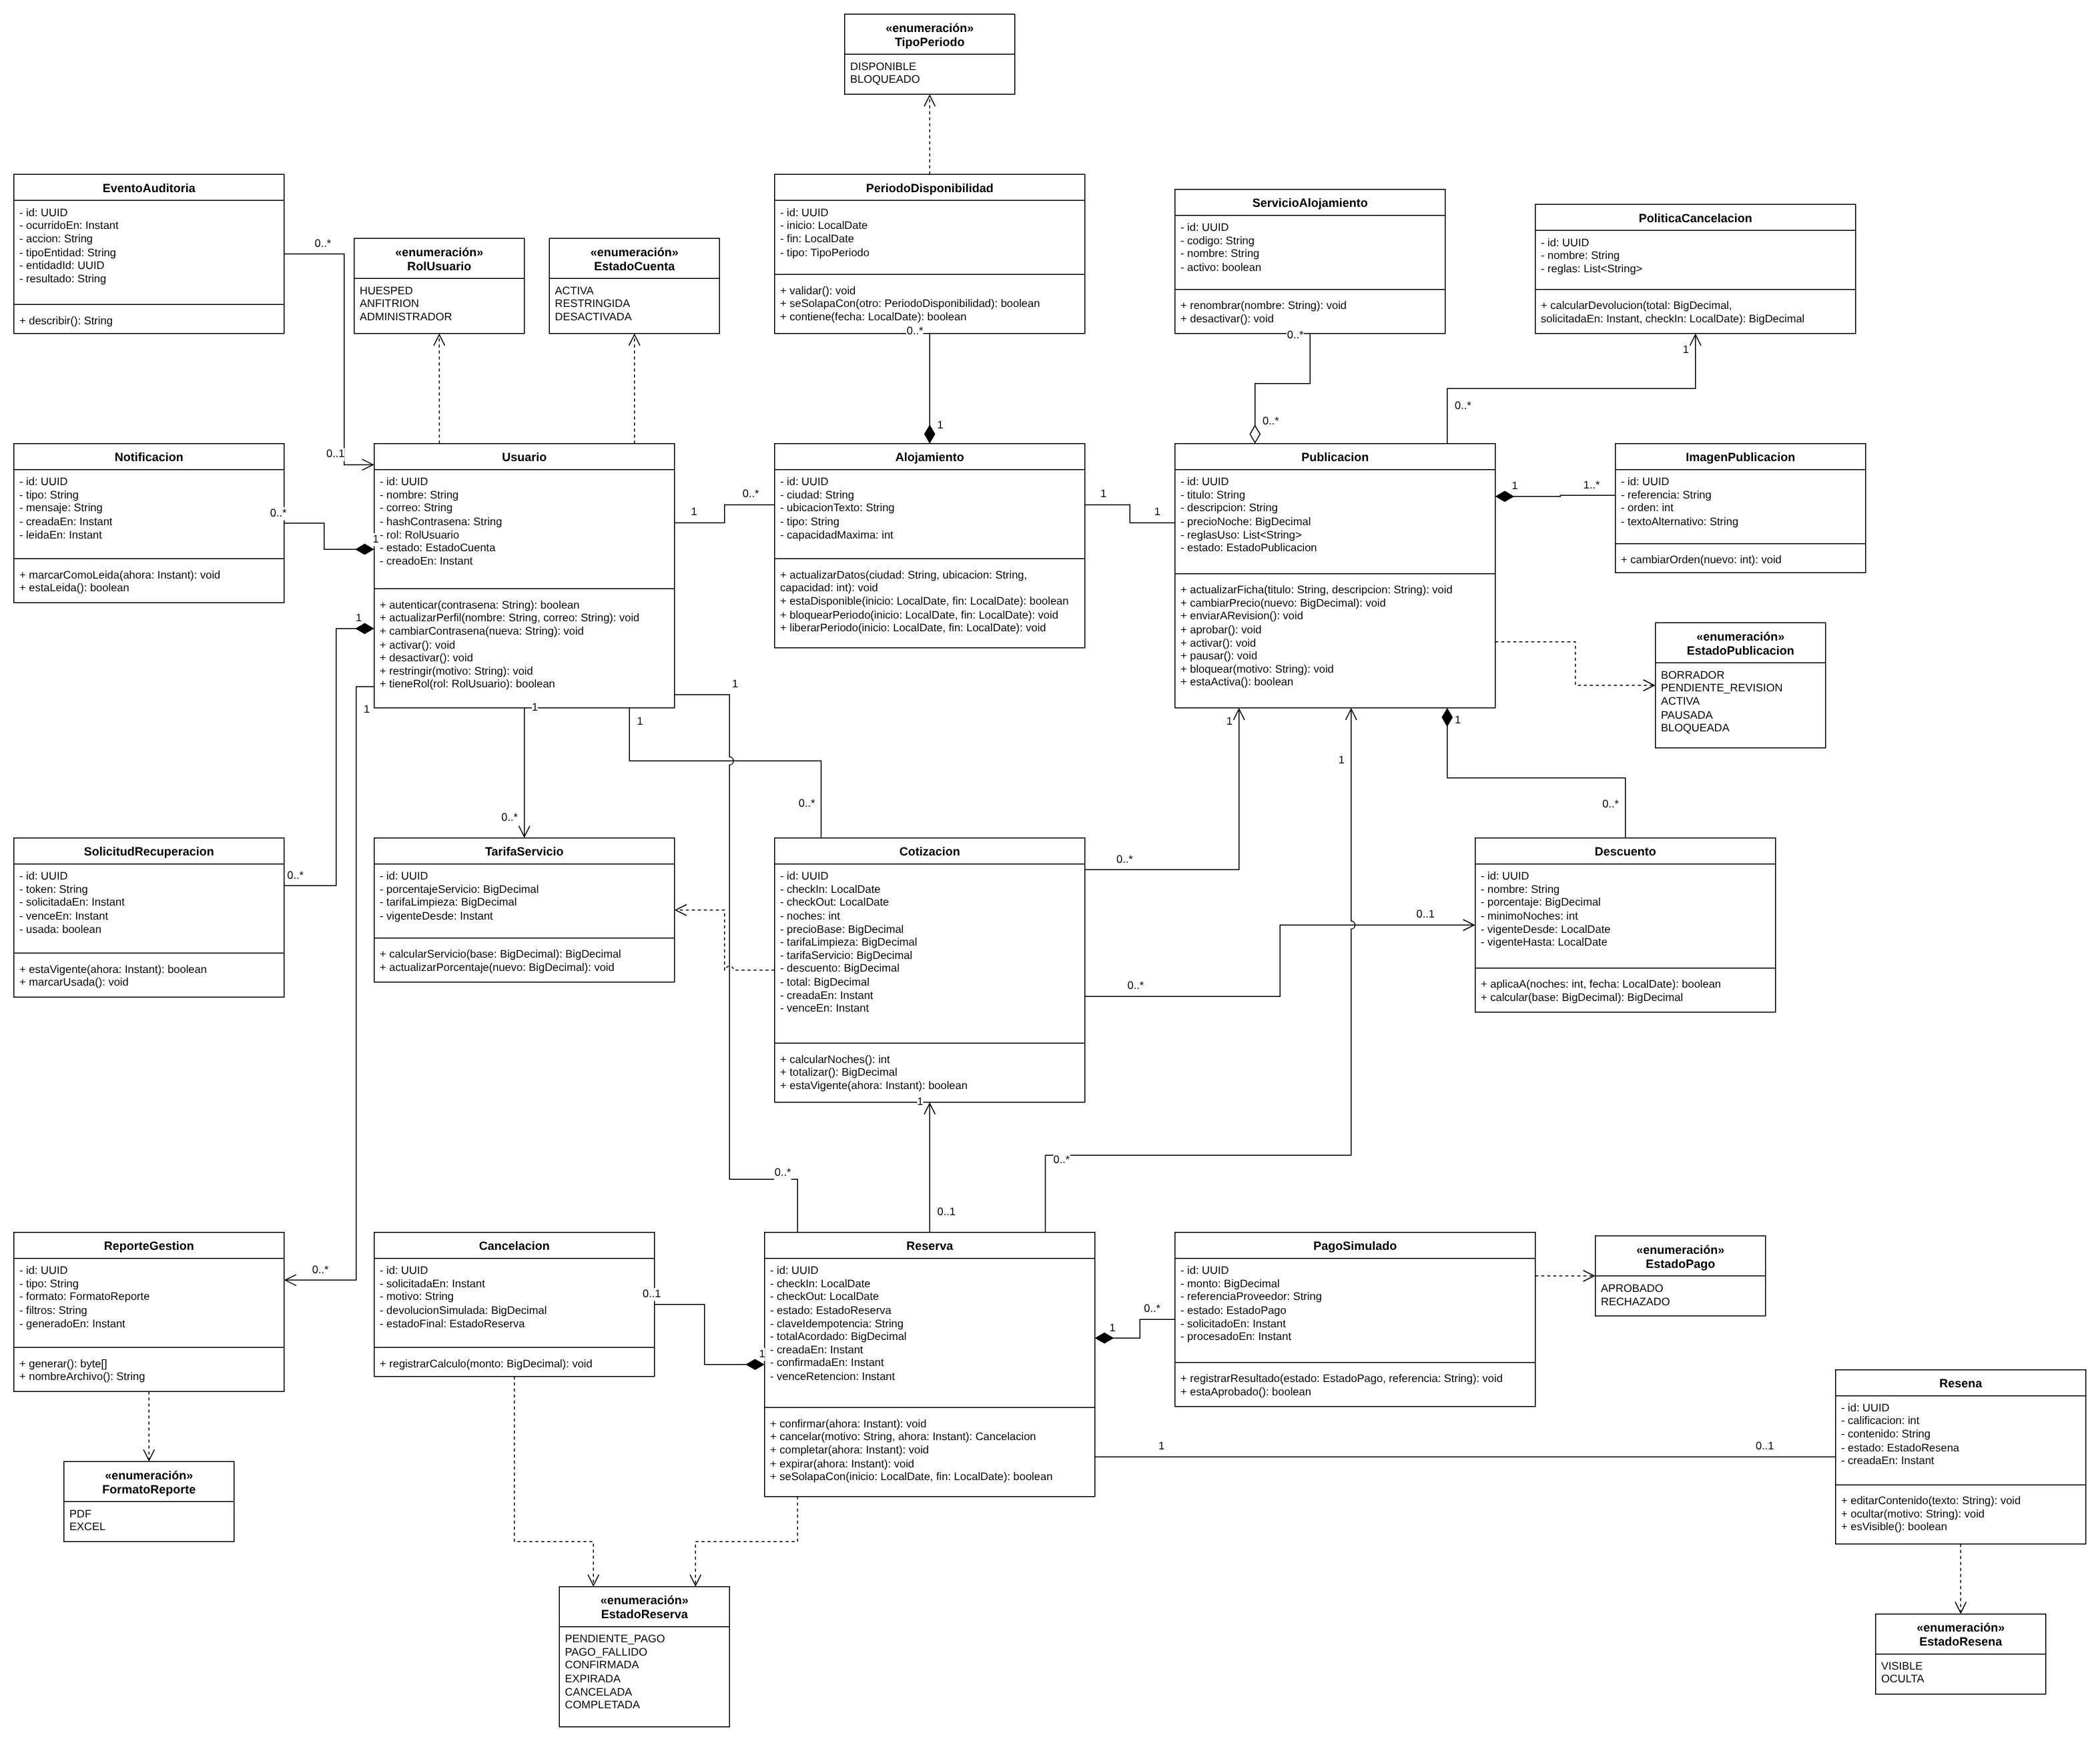 «enumeración»
TipoPeriodo
DISPONIBLE
BLOQUEADO
EventoAuditoria
- id: UUID
- ocurridoEn: Instant
- accion: String
- tipoEntidad: String
- entidadId: UUID
- resultado: String
+ describir(): String
0..*
0..1
«enumeración»
RolUsuario
HUESPED
ANFITRION
ADMINISTRADOR
«enumeración»
EstadoCuenta
ACTIVA
RESTRINGIDA
DESACTIVADA
PeriodoDisponibilidad
- id: UUID
- inicio: LocalDate
- fin: LocalDate
- tipo: TipoPeriodo
+ validar(): void
+ seSolapaCon(otro: PeriodoDisponibilidad): boolean
+ contiene(fecha: LocalDate): boolean
0..*
1
ServicioAlojamiento
- id: UUID
- codigo: String
- nombre: String
- activo: boolean
+ renombrar(nombre: String): void
+ desactivar(): void
0..*
0..*
PoliticaCancelacion
- id: UUID
- nombre: String
- reglas: List<String>
+ calcularDevolucion(total: BigDecimal,
solicitadaEn: Instant, checkIn: LocalDate): BigDecimal
1
0..*
Notificacion
- id: UUID
- tipo: String
- mensaje: String
- creadaEn: Instant
- leidaEn: Instant
+ marcarComoLeida(ahora: Instant): void
+ estaLeida(): boolean
0..*
1
Usuario
- id: UUID
- nombre: String
- correo: String
- hashContrasena: String
- rol: RolUsuario
- estado: EstadoCuenta
- creadoEn: Instant
+ autenticar(contrasena: String): boolean
+ actualizarPerfil(nombre: String, correo: String): void
+ cambiarContrasena(nueva: String): void
+ activar(): void
+ desactivar(): void
+ restringir(motivo: String): void
+ tieneRol(rol: RolUsuario): boolean
1
0..*
Alojamiento
- id: UUID
- ciudad: String
- ubicacionTexto: String
- tipo: String
- capacidadMaxima: int
+ actualizarDatos(ciudad: String, ubicacion: String,
capacidad: int): void
+ estaDisponible(inicio: LocalDate, fin: LocalDate): boolean
+ bloquearPeriodo(inicio: LocalDate, fin: LocalDate): void
+ liberarPeriodo(inicio: LocalDate, fin: LocalDate): void
1
1
Publicacion
- id: UUID
- titulo: String
- descripcion: String
- precioNoche: BigDecimal
- reglasUso: List<String>
- estado: EstadoPublicacion
+ actualizarFicha(titulo: String, descripcion: String): void
+ cambiarPrecio(nuevo: BigDecimal): void
+ enviarARevision(): void
+ aprobar(): void
+ activar(): void
+ pausar(): void
+ bloquear(motivo: String): void
+ estaActiva(): boolean
1
1..*
ImagenPublicacion
- id: UUID
- referencia: String
- orden: int
- textoAlternativo: String
+ cambiarOrden(nuevo: int): void
«enumeración»
EstadoPublicacion
BORRADOR
PENDIENTE_REVISION
ACTIVA
PAUSADA
BLOQUEADA
1
1
1
1
1
1
1
1
0..*
0..*
0..*
SolicitudRecuperacion
- id: UUID
- token: String
- solicitadaEn: Instant
- venceEn: Instant
- usada: boolean
+ estaVigente(ahora: Instant): boolean
+ marcarUsada(): void
0..*
TarifaServicio
- id: UUID
- porcentajeServicio: BigDecimal
- tarifaLimpieza: BigDecimal
- vigenteDesde: Instant
+ calcularServicio(base: BigDecimal): BigDecimal
+ actualizarPorcentaje(nuevo: BigDecimal): void
Cotizacion
- id: UUID
- checkIn: LocalDate
- checkOut: LocalDate
- noches: int
- precioBase: BigDecimal
- tarifaLimpieza: BigDecimal
- tarifaServicio: BigDecimal
- descuento: BigDecimal
- total: BigDecimal
- creadaEn: Instant
- venceEn: Instant
+ calcularNoches(): int
+ totalizar(): BigDecimal
+ estaVigente(ahora: Instant): boolean
0..*
0..1
0..*
Descuento
- id: UUID
- nombre: String
- porcentaje: BigDecimal
- minimoNoches: int
- vigenteDesde: LocalDate
- vigenteHasta: LocalDate
+ aplicaA(noches: int, fecha: LocalDate): boolean
+ calcular(base: BigDecimal): BigDecimal
1
0..*
0..*
0..1
ReporteGestion
- id: UUID
- tipo: String
- formato: FormatoReporte
- filtros: String
- generadoEn: Instant
+ generar(): byte[]
+ nombreArchivo(): String
0..*
Cancelacion
- id: UUID
- solicitadaEn: Instant
- motivo: String
- devolucionSimulada: BigDecimal
- estadoFinal: EstadoReserva
+ registrarCalculo(monto: BigDecimal): void
0..1
1
Reserva
- id: UUID
- checkIn: LocalDate
- checkOut: LocalDate
- estado: EstadoReserva
- claveIdempotencia: String
- totalAcordado: BigDecimal
- creadaEn: Instant
- confirmadaEn: Instant
- venceRetencion: Instant
+ confirmar(ahora: Instant): void
+ cancelar(motivo: String, ahora: Instant): Cancelacion
+ completar(ahora: Instant): void
+ expirar(ahora: Instant): void
+ seSolapaCon(inicio: LocalDate, fin: LocalDate): boolean
1
0..*
PagoSimulado
- id: UUID
- monto: BigDecimal
- referenciaProveedor: String
- estado: EstadoPago
- solicitadoEn: Instant
- procesadoEn: Instant
+ registrarResultado(estado: EstadoPago, referencia: String): void
+ estaAprobado(): boolean
«enumeración»
EstadoPago
APROBADO
RECHAZADO
1
0..1
Resena
- id: UUID
- calificacion: int
- contenido: String
- estado: EstadoResena
- creadaEn: Instant
+ editarContenido(texto: String): void
+ ocultar(motivo: String): void
+ esVisible(): boolean
«enumeración»
FormatoReporte
PDF
EXCEL
«enumeración»
EstadoReserva
PENDIENTE_PAGO
PAGO_FALLIDO
CONFIRMADA
EXPIRADA
CANCELADA
COMPLETADA
«enumeración»
EstadoResena
VISIBLE
OCULTA